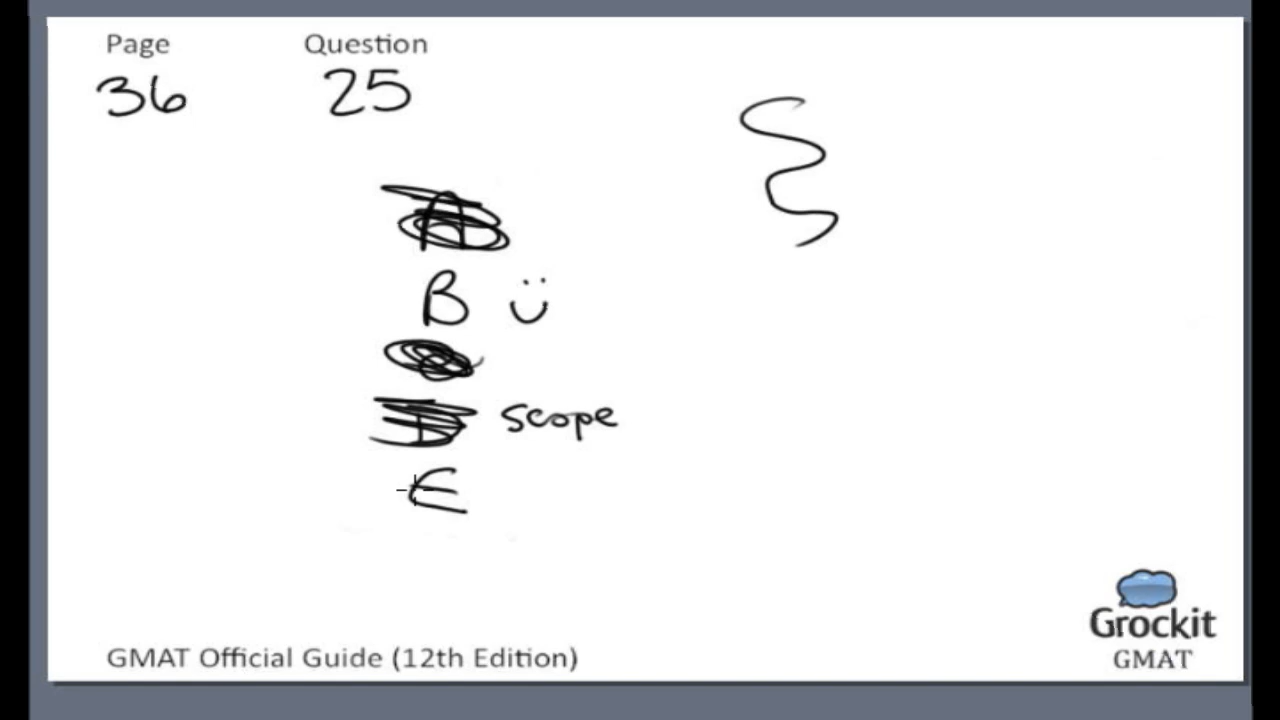 Page Question
36 25
A
B
D scope
E
Grockit
GMAT
GMAT Official Guide (12th Edition)